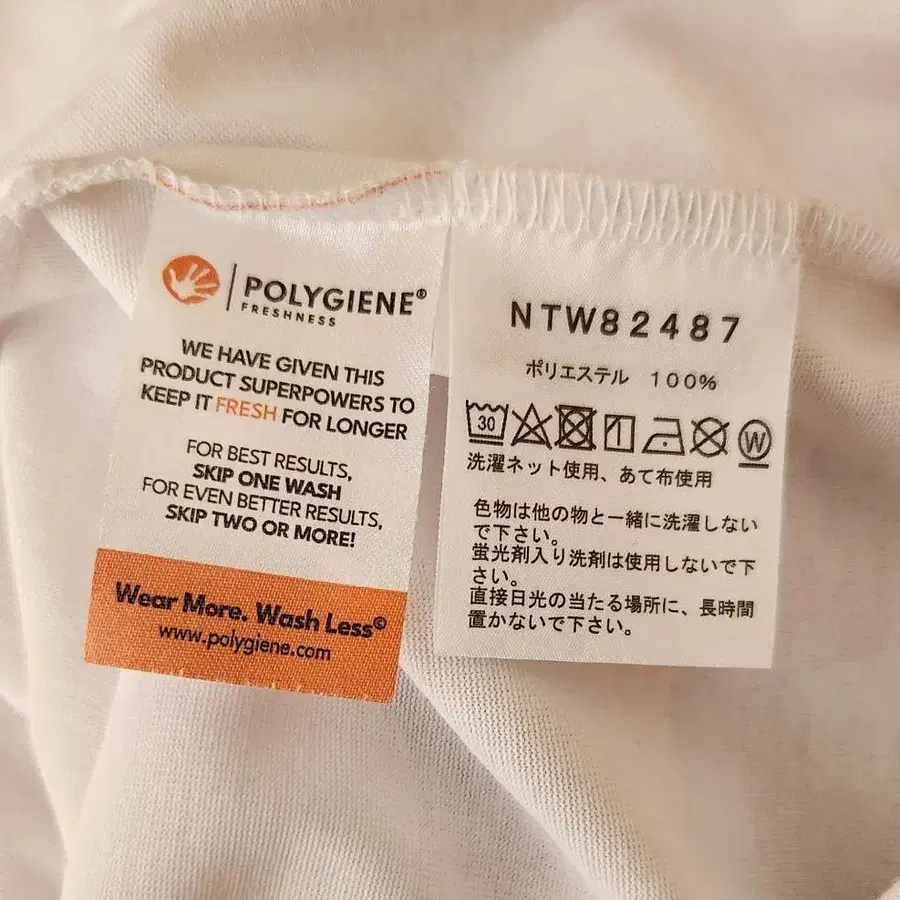 POLYGIENE®
FRESHNESS
WE HAVE GIVEN THIS
PRODUCT SUPERPOWERS TO
KEEP IT FRESH FOR LONGER
FOR BEST RESULTS,
SKIP ONE WASH
FOR EVEN BETTER RESULTS,
SKIP TWO OR MORE!
Wear More. Wash Less©
www.polygiene.com
NTW82487
ポリエステル 100%
30
W
洗濯ネット使用、あて布使用
色物は他の物と一緒に洗濯しない
で下さい。
蛍光剤入り洗剤は使用しないで下
さい。
直接日光の当たる場所に、長時間
置かないで下さい。